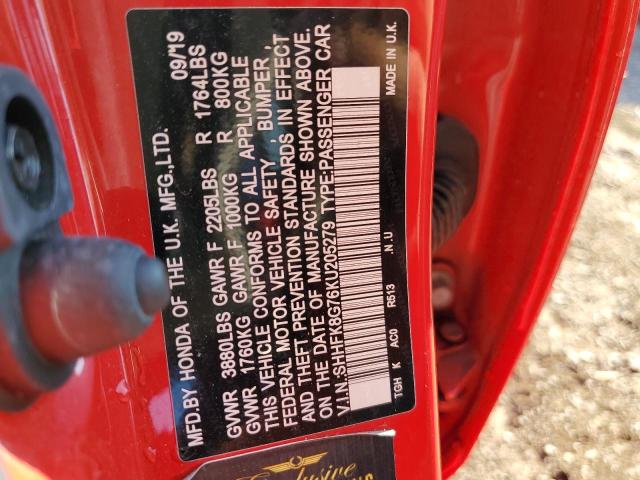 MFD.BY HONDA OF THE U.K. MFG.,LTD. 09/19
GVWR 3880LBS GAWR F 2205LBS R 1764LBS
GVWR 1760KG GAWR F 1000KG R 800KG
THIS VEHICLE CONFORMS TO ALL APPLICABLE
FEDERAL MOTOR VEHICLE SAFETY , BUMPER ,
AND THEFT PREVENTION STANDARDS IN EFFECT
ON THE DATE OF MANUFACTURE SHOWN ABOVE.
V.I.N.:SHHFK8G76KU205279 TYPE:PASSENGER CAR
TGH K AC0 R513 .N.U MADE IN U.K.